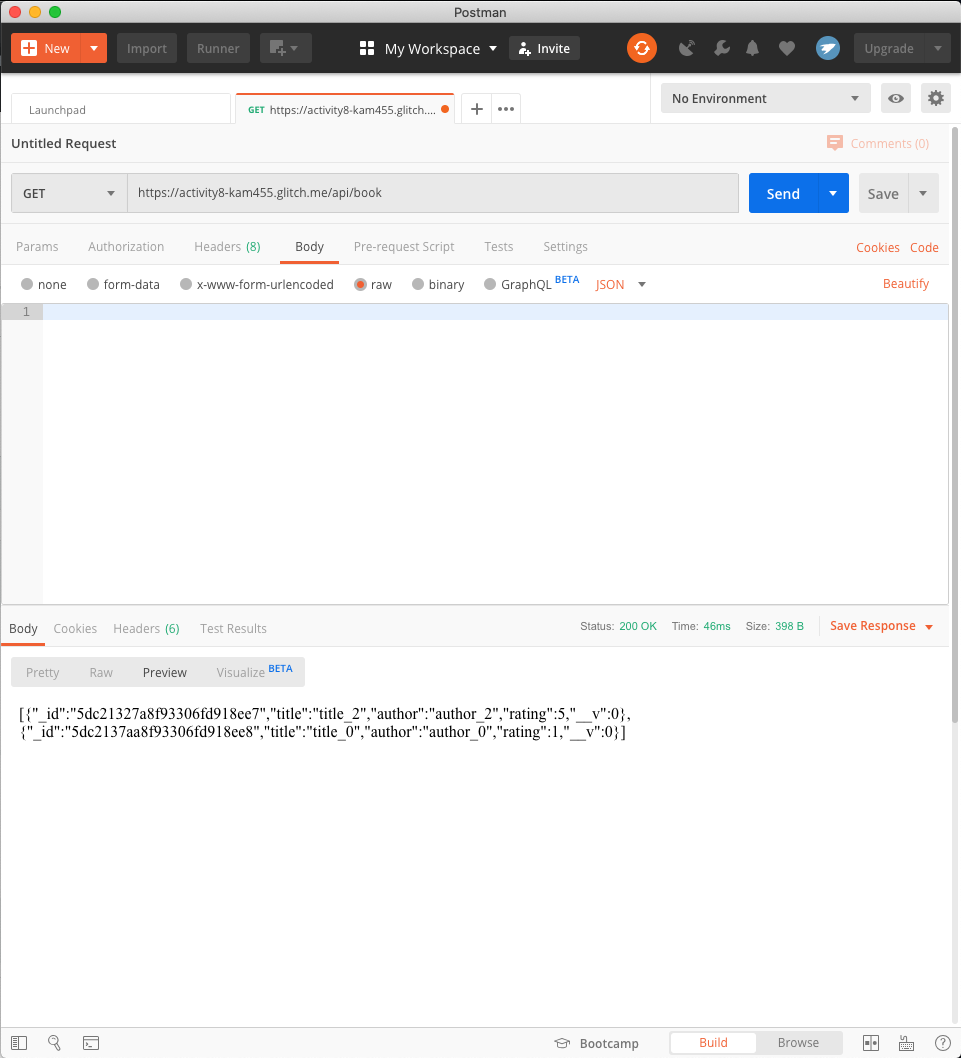 Postman
New Import Runner My Workspace Invite Upgrade
Launchpad GET https://activity8-kam455.glitch.... No Environment
Untitled Request Comments (0)
GET https://activity8-kam455.glitch.me/api/book Send Save
Params Authorization Headers (8) Body Pre-request Script Tests Settings Cookies Code
none form-data x-www-form-urlencoded raw binary GraphQL BETA JSON Beautify
1
Body Cookies Headers (6) Test Results Status: 200 OK Time: 46ms Size: 398 B Save Response
Pretty Raw Preview Visualize BETA
[{"_id":"5dc21327a8f93306fd918ee7","title":"title_2","author":"author_2","rating":5,"__v":0},
{"_id":"5dc2137aa8f93306fd918ee8","title":"title_0","author":"author_0","rating":1,"__v":0}]
Bootcamp Build Browse